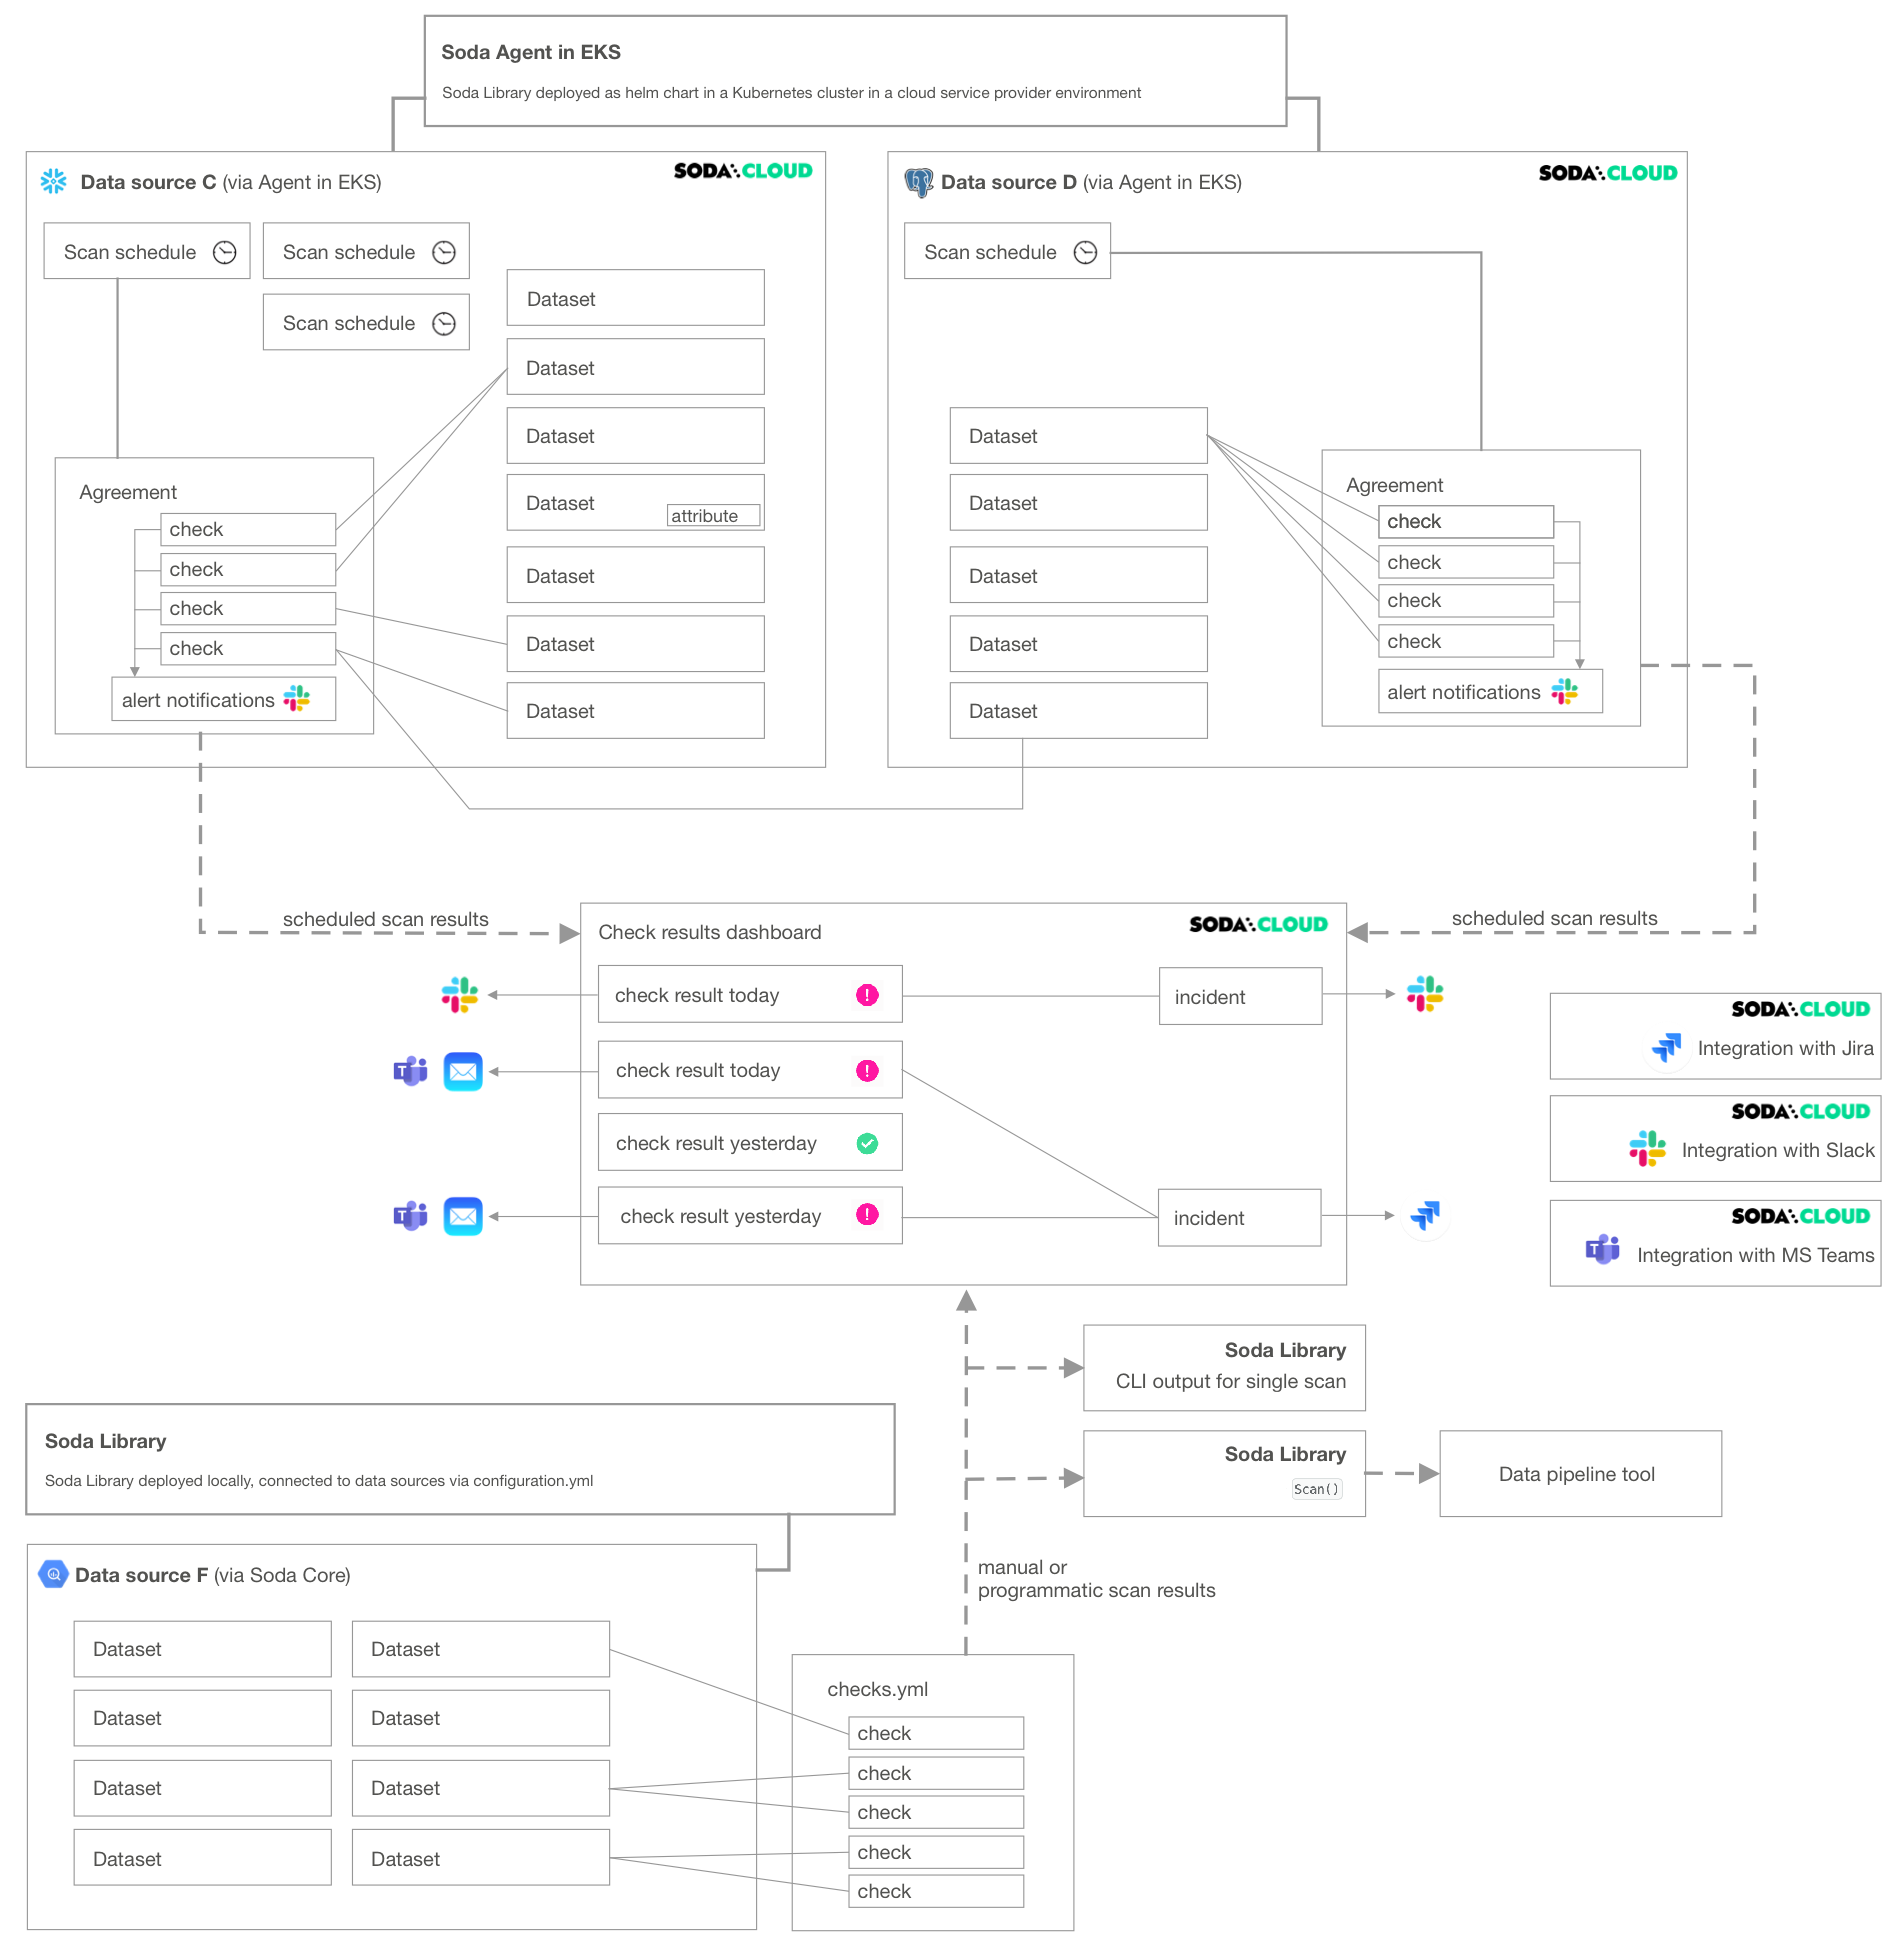 Soda Agent in EKS
Soda Library deployed as helm chart in a Kubernetes cluster in a cloud service provider environment
Data source C (via Agent in EKS)
SODA CLOUD
Scan schedule
Scan schedule
Scan schedule
Dataset
Dataset
Dataset
Dataset
attribute
Dataset
Dataset
Dataset
Agreement
check
check
check
check
alert notifications
Data source D (via Agent in EKS)
SODA CLOUD
Scan schedule
Dataset
Dataset
Dataset
Dataset
Dataset
Agreement
check
check
check
check
alert notifications
scheduled scan results
scheduled scan results
Check results dashboard
SODA CLOUD
check result today
incident
check result today
check result yesterday
check result yesterday
incident
SODA CLOUD
Integration with Jira
SODA CLOUD
Integration with Slack
SODA CLOUD
Integration with MS Teams
Soda Library
CLI output for single scan
Soda Library
Scan()
Data pipeline tool
manual or
programmatic scan results
Soda Library
Soda Library deployed locally, connected to data sources via configuration.yml
Data source F (via Soda Core)
Dataset
Dataset
Dataset
Dataset
Dataset
Dataset
Dataset
Dataset
checks.yml
check
check
check
check
check